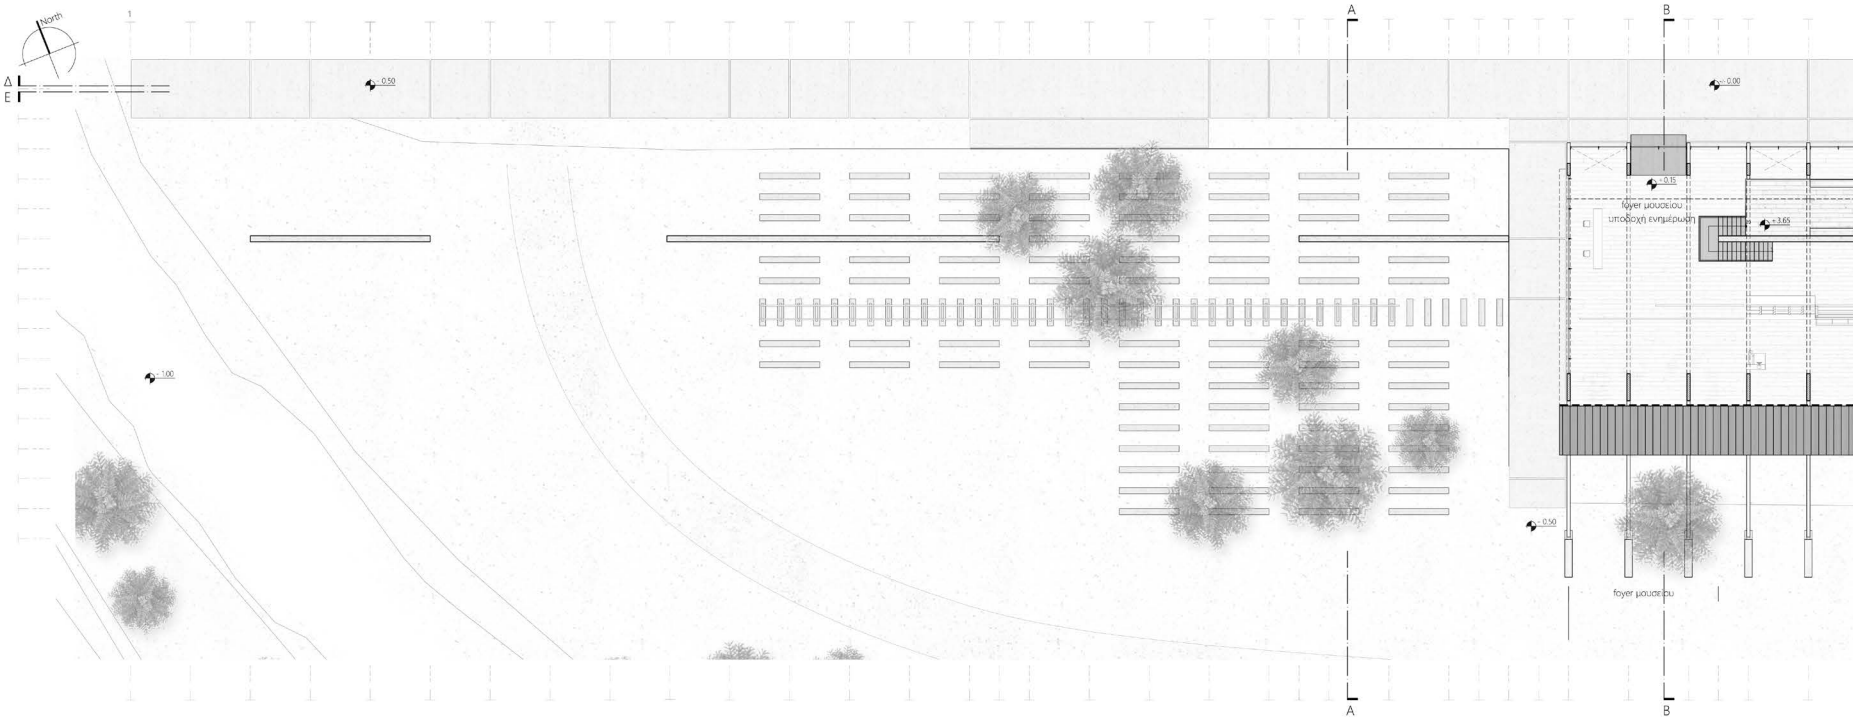 North
1
A
B
Δ
E
- 0.50
+- 0.00
- 0.15
foyer μουσείου
υποδοχή ενημέρωση
+3.65
- 1.00
- 0.50
foyer μουσείου
A
B